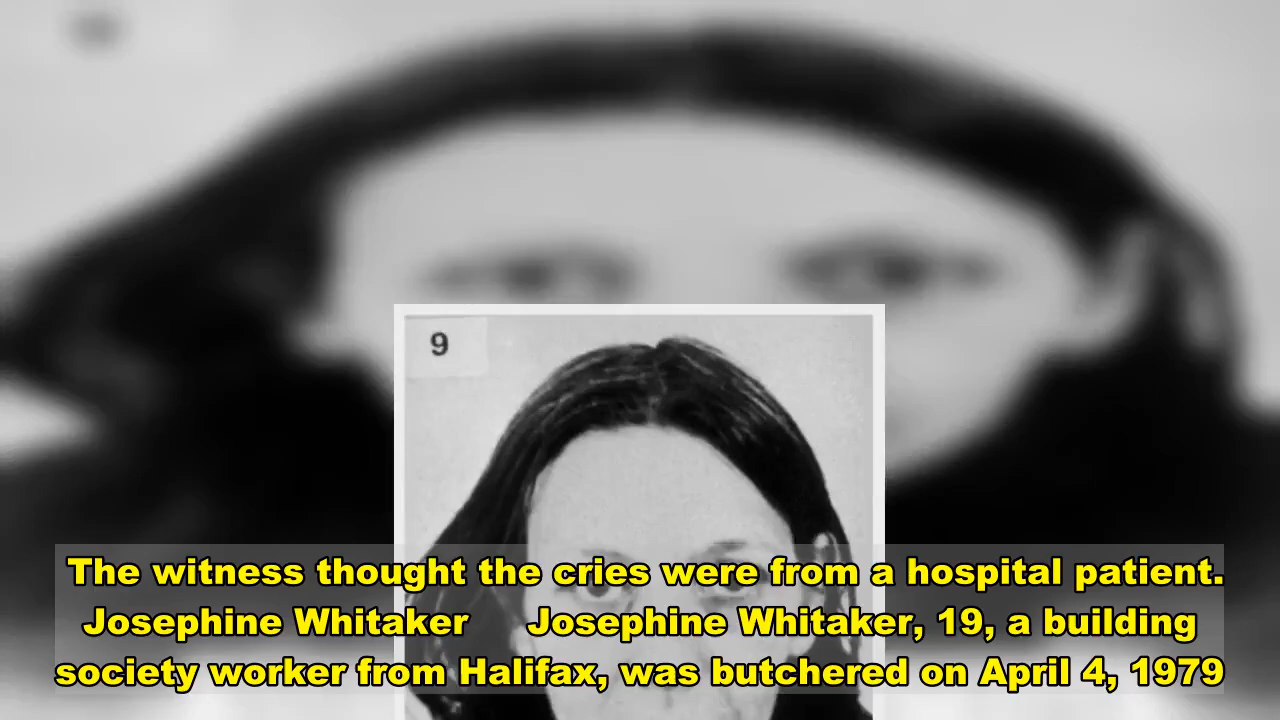 9
The witness thought the cries were from a hospital patient.
Josephine Whitaker Josephine Whitaker, 19, a building
society worker from Halifax, was butchered on April 4, 1979